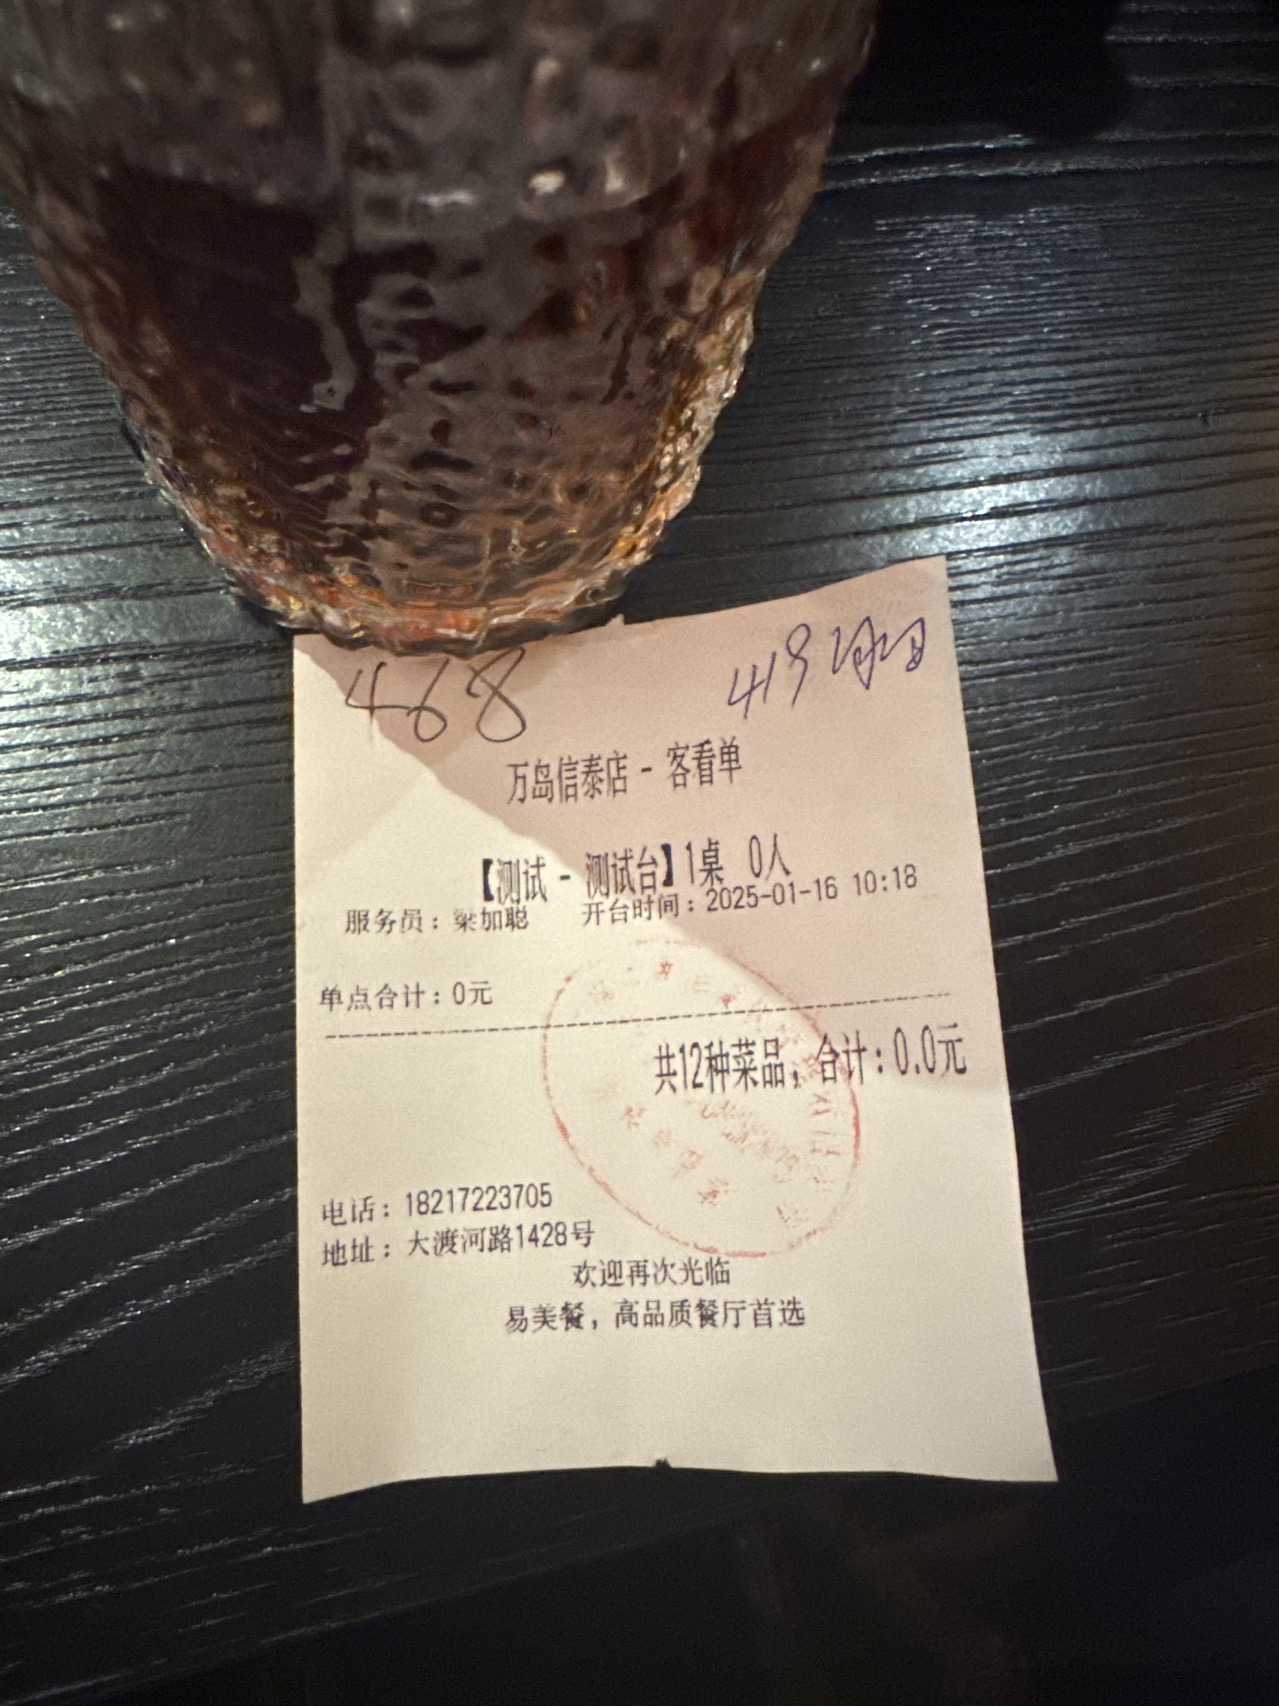 468
419
万岛信泰店 - 客看单
【测试 - 测试台】1桌 0人
服务员：梁加聪 开台时间：2025-01-16 10:18
单点合计：0元
共12种菜品，合计：0.0元
电话：18217223705
地址：大渡河路1428号
欢迎再次光临
易美餐，高品质餐厅首选